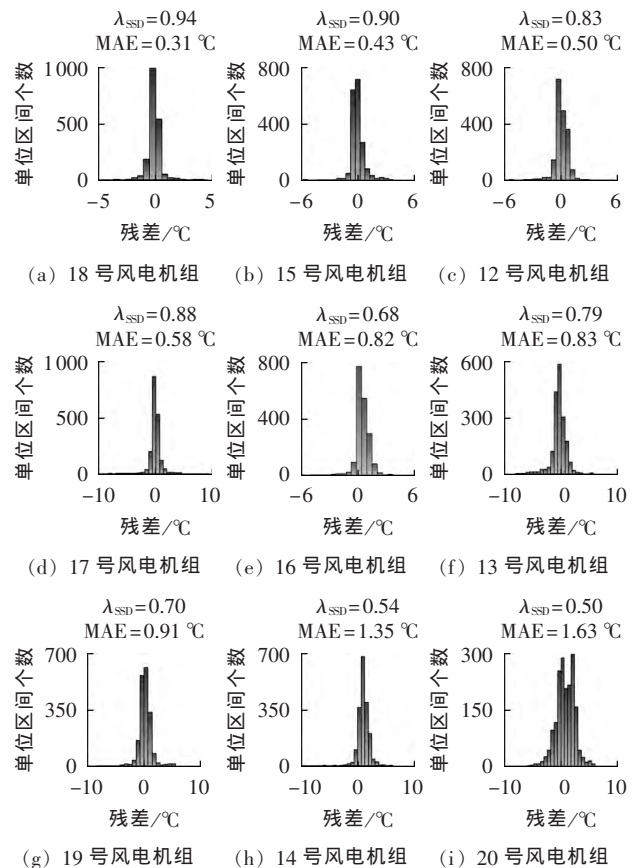 λSSD=0.94 λSSD=0.90 λSSD=0.83
MAE=0.31 ℃ MAE=0.43 ℃ MAE=0.50 ℃
单位区间个数 1 000 500 0 单位区间个数 800 400 0 单位区间个数 800 400 0
-5 0 5 -6 0 6 -6 0 6
残差/℃ 残差/℃ 残差/℃
(a) 18 号风电机组 (b) 15 号风电机组 (c) 12 号风电机组
λSSD=0.88 λSSD=0.68 λSSD=0.79
MAE=0.58 ℃ MAE=0.82 ℃ MAE=0.83 ℃
单位区间个数 1 000 500 0 单位区间个数 800 400 0 单位区间个数 600 300 0
-10 0 10 -6 0 6 -10 0 10
残差/℃ 残差/℃ 残差/℃
(d) 17 号风电机组 (e) 16 号风电机组 (f) 13 号风电机组
λSSD=0.70 λSSD=0.54 λSSD=0.50
MAE=0.91 ℃ MAE=1.35 ℃ MAE=1.63 ℃
单位区间个数 700 350 0 单位区间个数 700 350 0 单位区间个数 300 150 0
-10 0 10 -10 0 10 -10 0 10
残差/℃ 残差/℃ 残差/℃
(g) 19 号风电机组 (h) 14 号风电机组 (i) 20 号风电机组